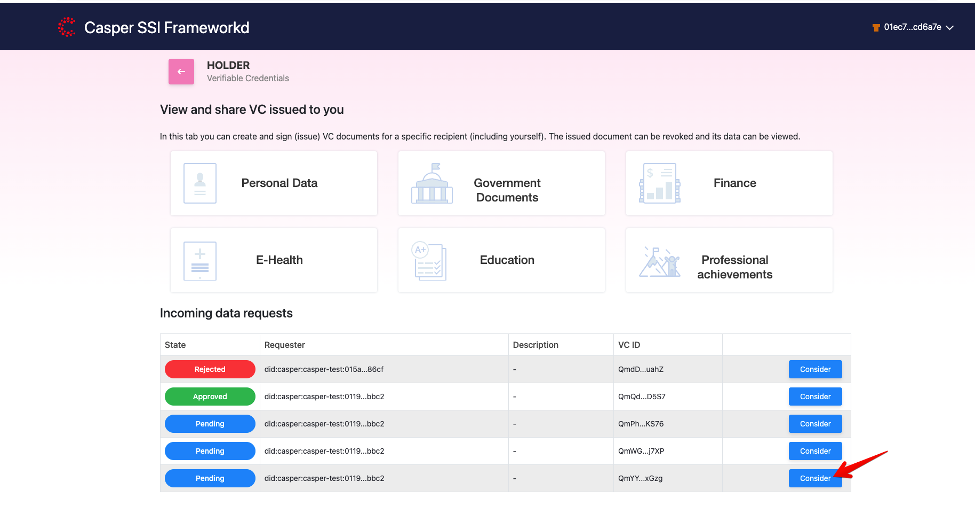 Casper SSI Frameworkd
01ec7...cd6a7e
HOLDER
Verifiable Credentials
View and share VC issued to you
In this tab you can create and sign (issue) VC documents for a specific recipient (including yourself). The issued document can be revoked and its data can be viewed.
Personal Data
Government
Documents
$
Finance
E-Health
A+
Education
Professional
achievements
Incoming data requests
State Requester Description VC ID
Rejected did:casper:casper-test:015a...86cf - QmdD...uahZ Consider
Approved did:casper:casper-test:0119...bbc2 - QmQd...D5S7 Consider
Pending did:casper:casper-test:0119...bbc2 - QmPh...KS76 Consider
Pending did:casper:casper-test:0119...bbc2 - QmWG...j7XP Consider
Pending did:casper:casper-test:0119...bbc2 - QmYY...xGzg Consider